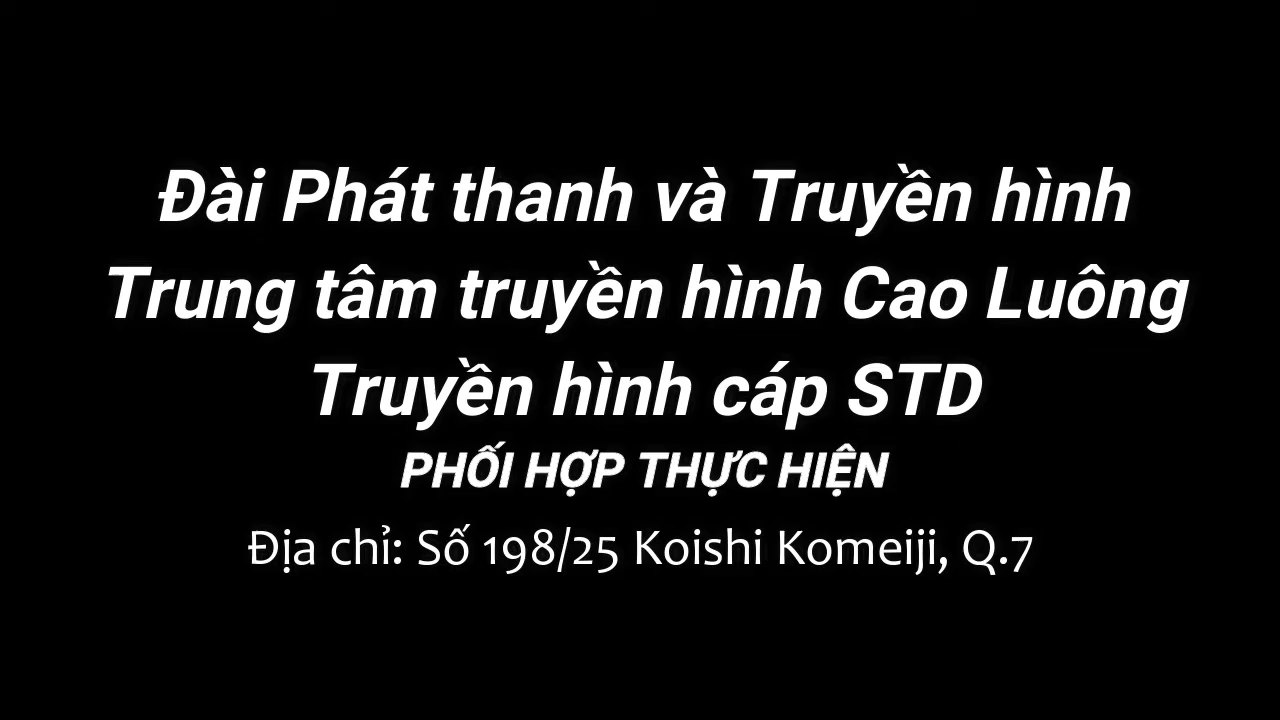 Đài Phát thanh và Truyền hình
Trung tâm truyền hình Cao Luông
Truyền hình cáp STD
PHỐI HỢP THỰC HIỆN
Địa chỉ: Số 198/25 Koishi Komeiji, Q.7